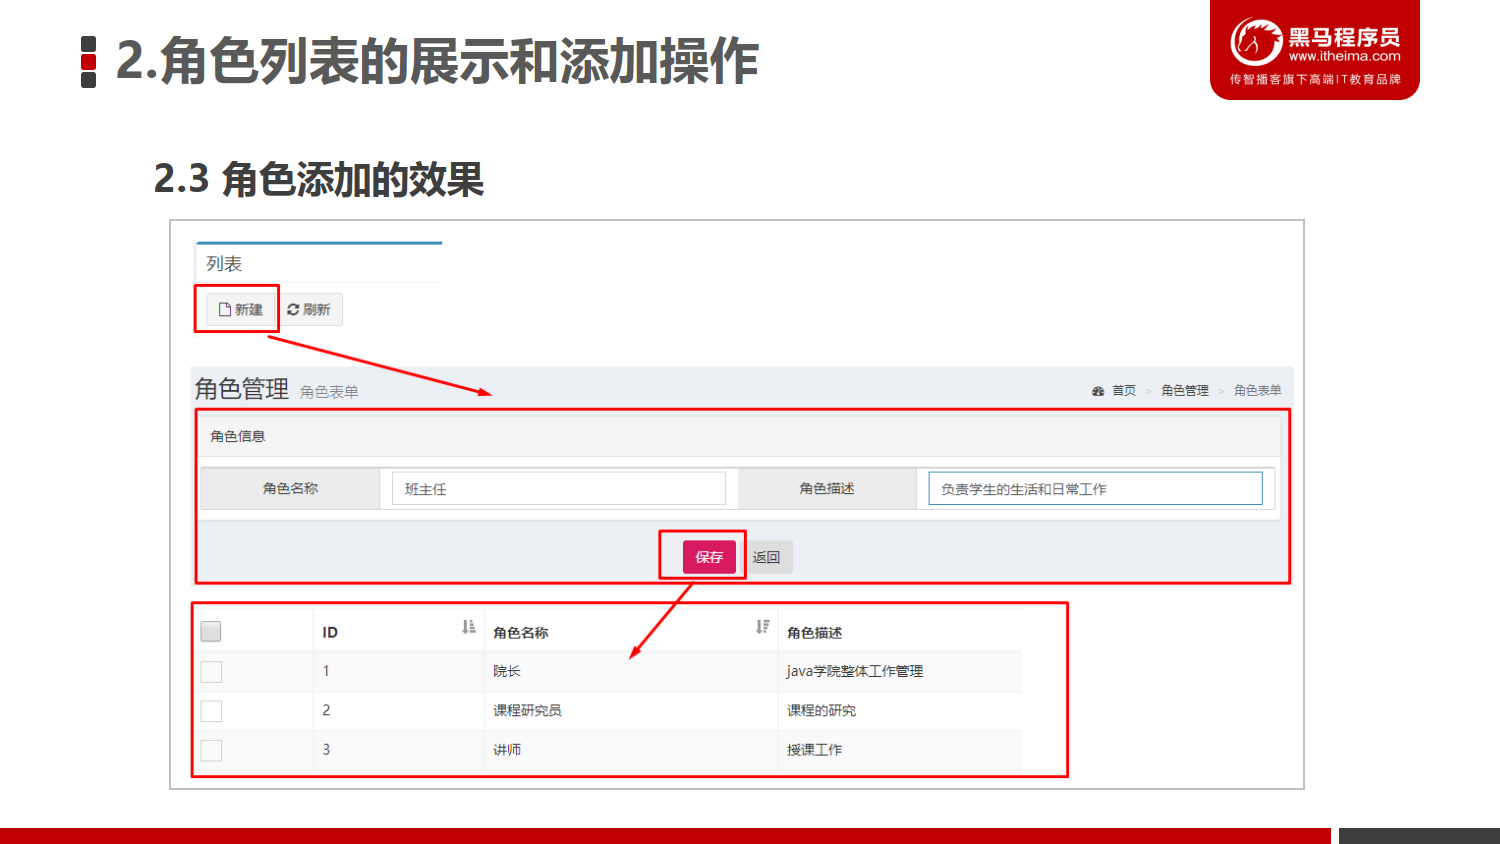 2.角色列表的展示和添加操作
黑马程序员
www.itheima.com
传智播客旗下高端IT教育品牌
2.3 角色添加的效果
列表
新建 刷新
角色管理 角色表单
首页 > 角色管理 > 角色表单
角色信息
角色名称 班主任 角色描述 负责学生的生活和日常工作
保存 返回
ID 角色名称 角色描述
1 院长 java学院整体工作管理
2 课程研究员 课程的研究
3 讲师 授课工作